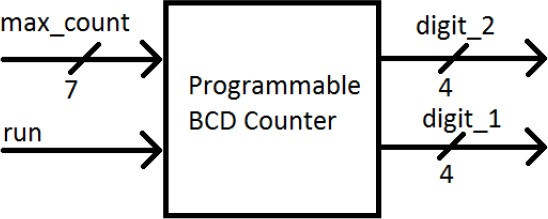 max_count
7
run
Programmable
BCD Counter
digit_2
4
digit_1
4